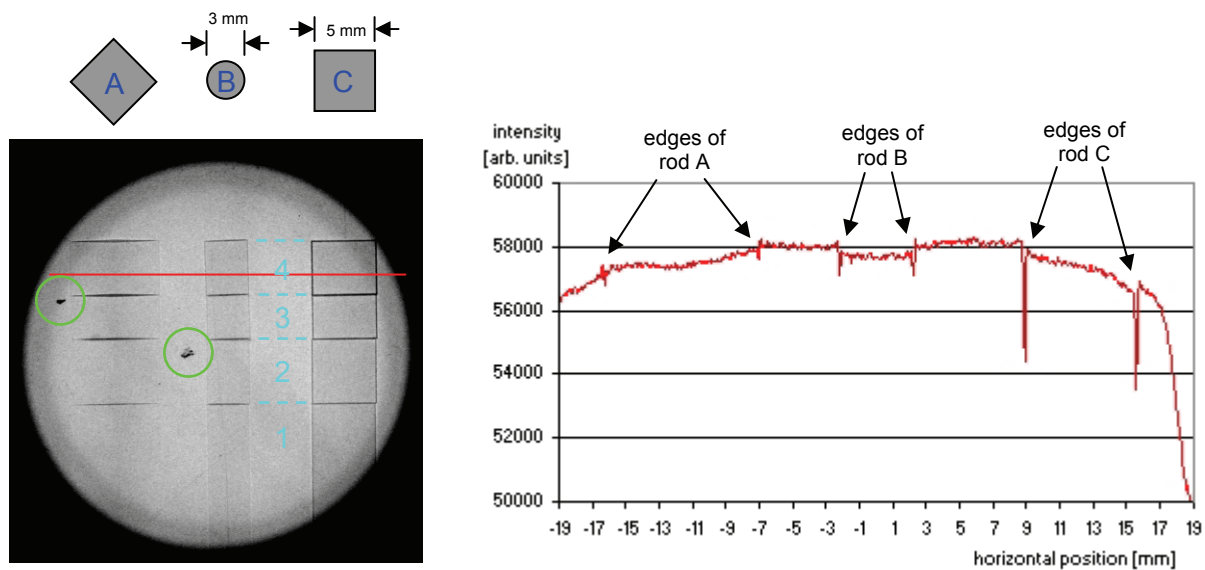 3 mm
5 mm
A
B
C
4
3
2
1
intensity
[arb. units]
edges of
rod A
edges of
rod B
edges of
rod C
60000
58000
56000
54000
52000
50000
-19 -17 -15 -13 -11 -9 -7 -5 -3 -1 1 3 5 7 9 11 13 15 17 19
horizontal position [mm]